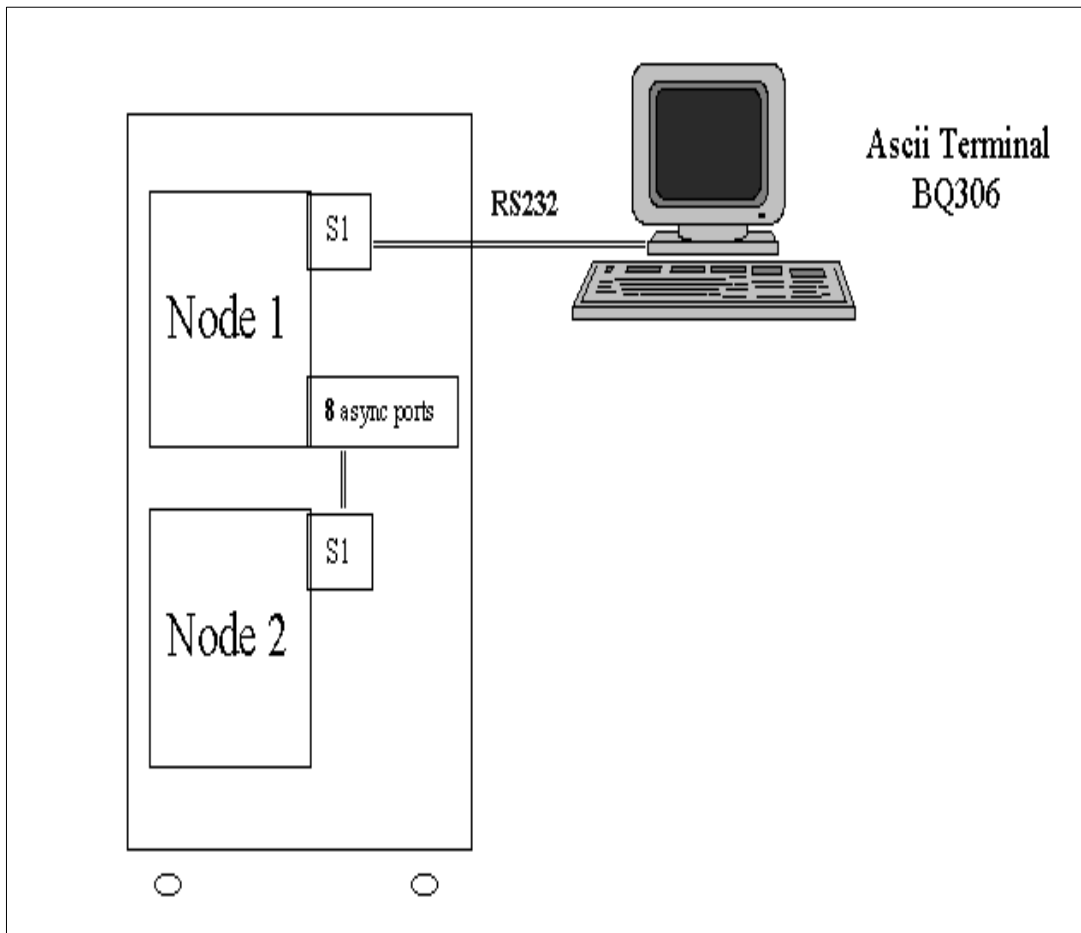 Ascii Terminal
BQ306
RS232
S1
Node 1
8 async ports
S1
Node 2